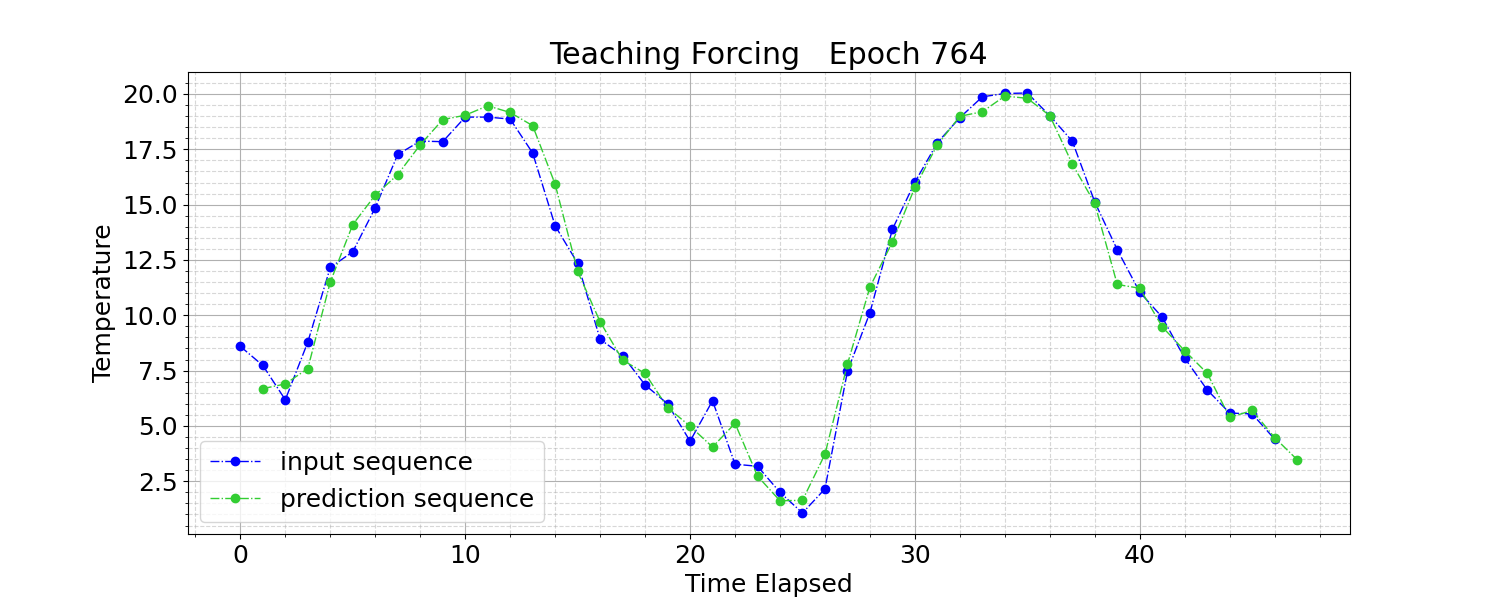 Teaching Forcing   Epoch 764
20.0
17.5
15.0
12.5
10.0
7.5
5.0
2.5
Temperature
input sequence
prediction sequence
0 10 20 30 40
Time Elapsed